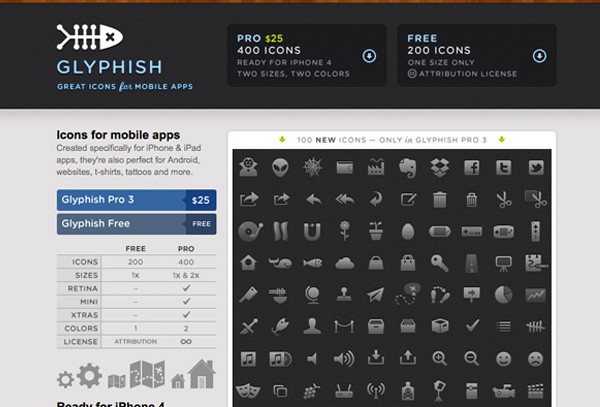 GLYPHISH
GREAT ICONS for MOBILE APPS
PRO $25
400 ICONS
READY FOR IPHONE 4
TWO SIZES, TWO COLORS
FREE
200 ICONS
ONE SIZE ONLY
ATTRIBUTION LICENSE
Icons for mobile apps
Created specifically for iPhone & iPad
apps, they're also perfect for Android,
websites, t-shirts, tattoos and more.
Glyphish Pro 3 $25
Glyphish Free FREE
FREE PRO
ICONS 200 400
SIZES 1X 1X & 2X
RETINA – ✓
MINI – ✓
XTRAS – ✓
COLORS 1 2
LICENSE ATTRIBUTION ∞
Ready for iPhone 4
100 NEW ICONS — ONLY in GLYPHISH PRO 3